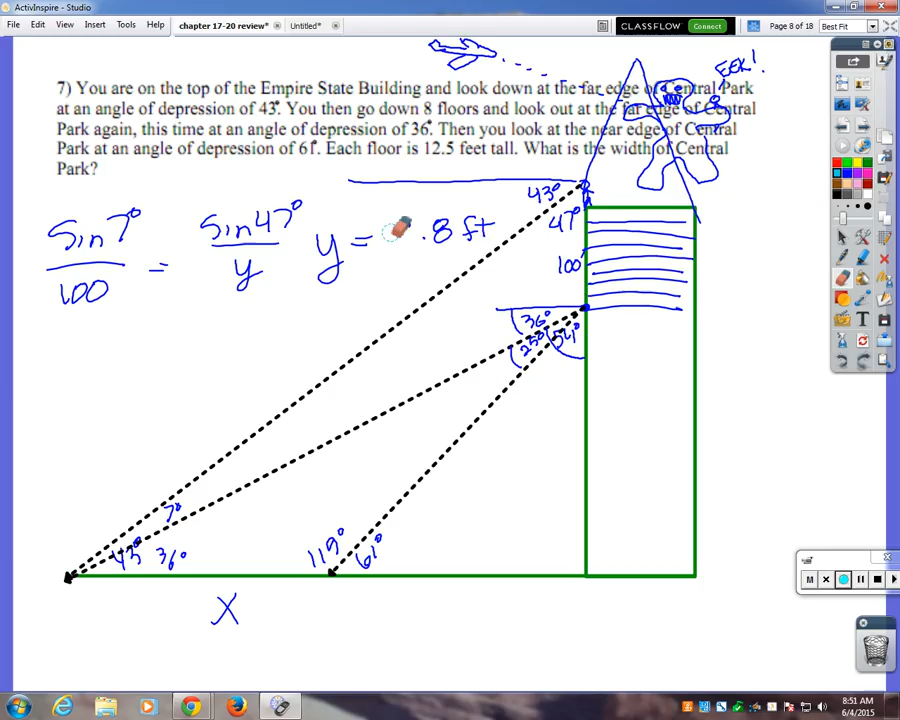 ActivInspire - Studio
File Edit View Insert Tools Help
chapter 17-20 review* × Untitled* ×
CLASSFLOW Connect
Page 8 of 18
Best Fit
EEK!
7) You are on the top of the Empire State Building and look down at the far edge of Central Park
at an angle of depression of 43°. You then go down 8 floors and look out at the far edge of Central
Park again, this time at an angle of depression of 36°. Then you look at the near edge of Central
Park at an angle of depression of 61°. Each floor is 12.5 feet tall. What is the width of Central
Park?
43°
47°
100
Sin 7° / 100 = Sin 47° / y
y = .8 ft
36°
25° 54°
7°
43° 36°
119° 61°
X
M
8:51 AM
6/4/2015